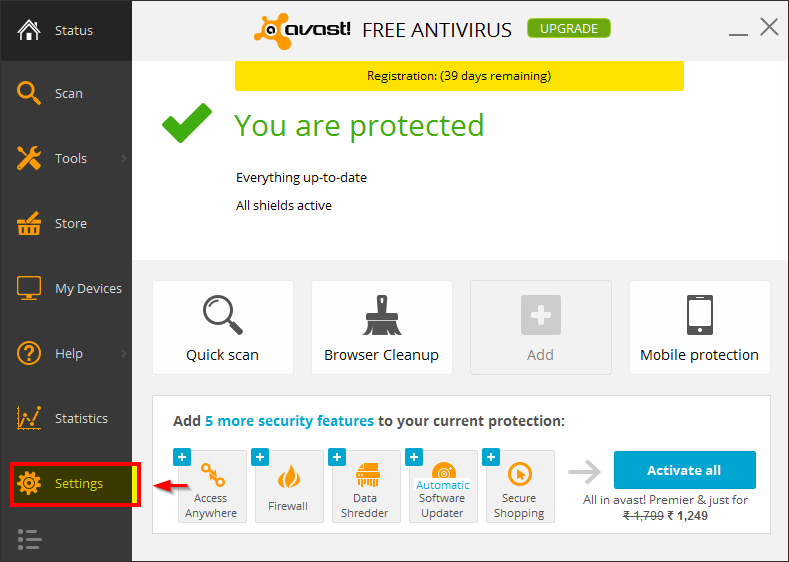 Status
avast! FREE ANTIVIRUS UPGRADE
Scan
Tools
Store
My Devices
Help
Statistics
Settings
Registration: (39 days remaining)
You are protected
Everything up-to-date
All shields active
Quick scan
Browser Cleanup
Add
Mobile protection
Add 5 more security features to your current protection:
Access
Anywhere
Firewall
Data
Shredder
Automatic
Software
Updater
Secure
Shopping
Activate all
All in avast! Premier & just for
₹ 1,799 ₹ 1,249